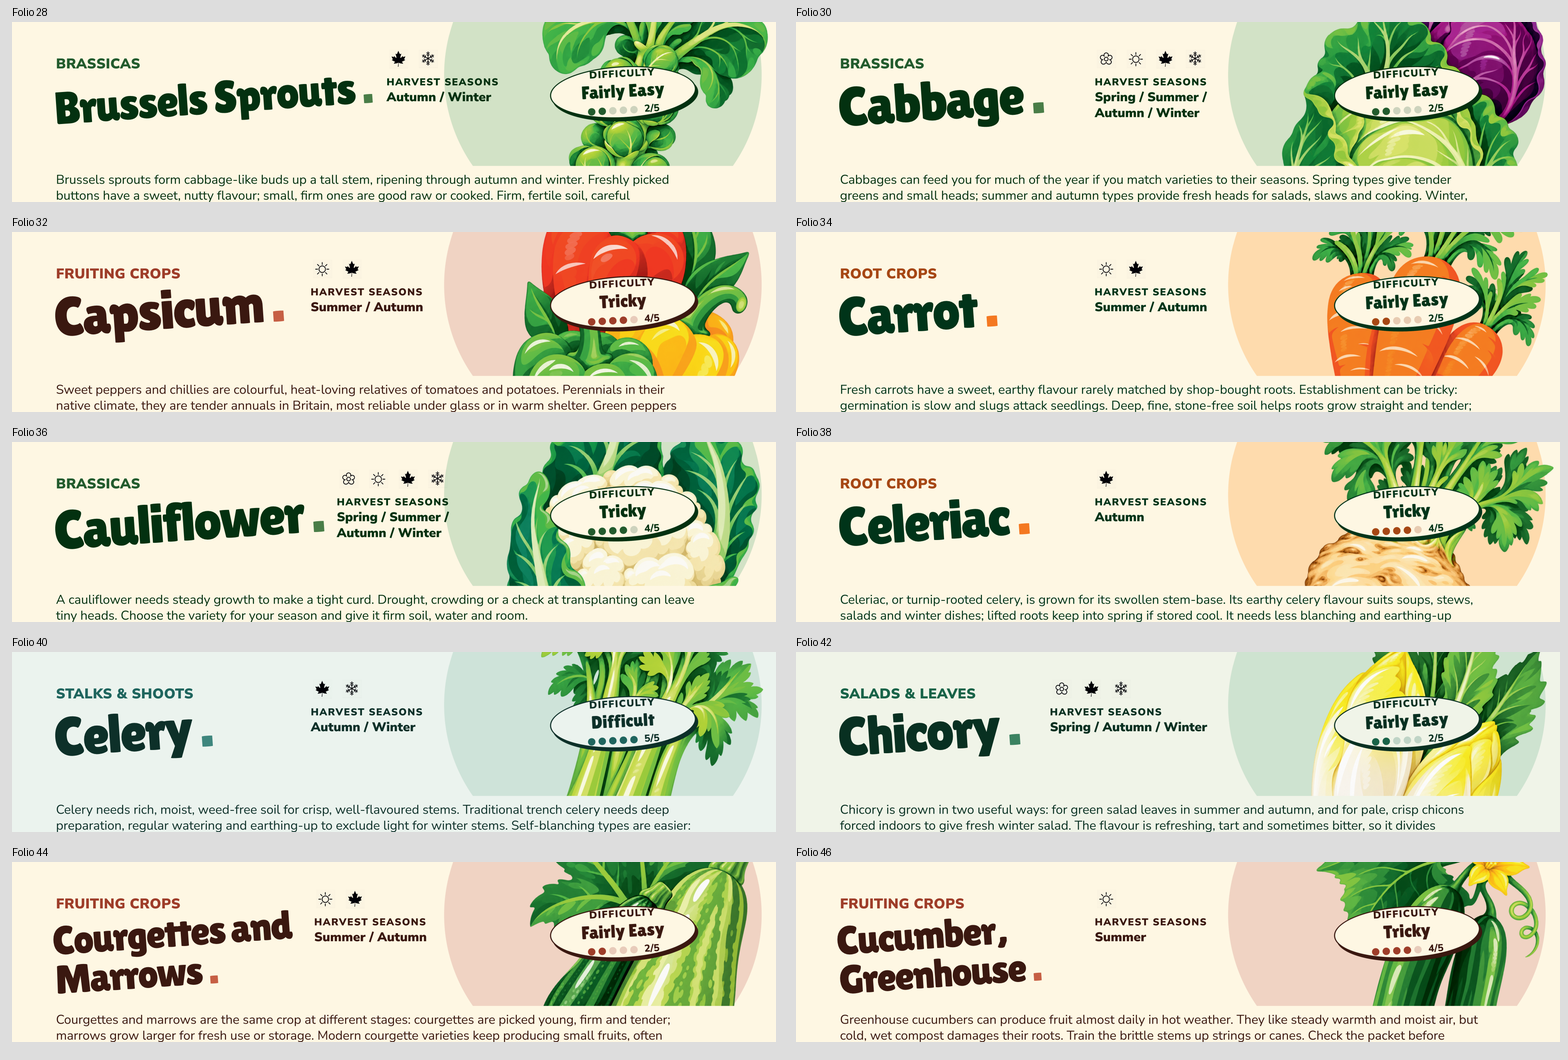 Folio 28
BRASSICAS
Brussels Sprouts
HARVEST SEASONS
Autumn / Winter
DIFFICULTY
Fairly Easy
2/5
Brussels sprouts form cabbage-like buds up a tall stem, ripening through autumn and winter. Freshly picked
buttons have a sweet, nutty flavour; small, firm ones are good raw or cooked. Firm, fertile soil, careful
Folio 30
BRASSICAS
Cabbage
HARVEST SEASONS
Spring / Summer /
Autumn / Winter
DIFFICULTY
Fairly Easy
2/5
Cabbages can feed you for much of the year if you match varieties to their seasons. Spring types give tender
greens and small heads; summer and autumn types provide fresh heads for salads, slaws and cooking. Winter,
Folio 32
FRUITING CROPS
Capsicum
HARVEST SEASONS
Summer / Autumn
DIFFICULTY
Tricky
4/5
Sweet peppers and chillies are colourful, heat-loving relatives of tomatoes and potatoes. Perennials in their
native climate, they are tender annuals in Britain, most reliable under glass or in warm shelter. Green peppers
Folio 34
ROOT CROPS
Carrot
HARVEST SEASONS
Summer / Autumn
DIFFICULTY
Fairly Easy
2/5
Fresh carrots have a sweet, earthy flavour rarely matched by shop-bought roots. Establishment can be tricky:
germination is slow and slugs attack seedlings. Deep, fine, stone-free soil helps roots grow straight and tender;
Folio 36
BRASSICAS
Cauliflower
HARVEST SEASONS
Spring / Summer /
Autumn / Winter
DIFFICULTY
Tricky
4/5
A cauliflower needs steady growth to make a tight curd. Drought, crowding or a check at transplanting can leave
tiny heads. Choose the variety for your season and give it firm soil, water and room.
Folio 38
ROOT CROPS
Celeriac
HARVEST SEASONS
Autumn
DIFFICULTY
Tricky
4/5
Celeriac, or turnip-rooted celery, is grown for its swollen stem-base. Its earthy celery flavour suits soups, stews,
salads and winter dishes; lifted roots keep into spring if stored cool. It needs less blanching and earthing-up
Folio 40
STALKS & SHOOTS
Celery
HARVEST SEASONS
Autumn / Winter
DIFFICULTY
Difficult
5/5
Celery needs rich, moist, weed-free soil for crisp, well-flavoured stems. Traditional trench celery needs deep
preparation, regular watering and earthing-up to exclude light for winter stems. Self-blanching types are easier:
Folio 42
SALADS & LEAVES
Chicory
HARVEST SEASONS
Spring / Autumn / Winter
DIFFICULTY
Fairly Easy
2/5
Chicory is grown in two useful ways: for green salad leaves in summer and autumn, and for pale, crisp chicons
forced indoors to give fresh winter salad. The flavour is refreshing, tart and sometimes bitter, so it divides
Folio 44
FRUITING CROPS
Courgettes and
Marrows
HARVEST SEASONS
Summer / Autumn
DIFFICULTY
Fairly Easy
2/5
Courgettes and marrows are the same crop at different stages: courgettes are picked young, firm and tender;
marrows grow larger for fresh use or storage. Modern courgette varieties keep producing small fruits, often
Folio 46
FRUITING CROPS
Cucumber,
Greenhouse
HARVEST SEASONS
Summer
DIFFICULTY
Tricky
4/5
Greenhouse cucumbers can produce fruit almost daily in hot weather. They like steady warmth and moist air, but
cold, wet compost damages their roots. Train the brittle stems up strings or canes. Check the packet before